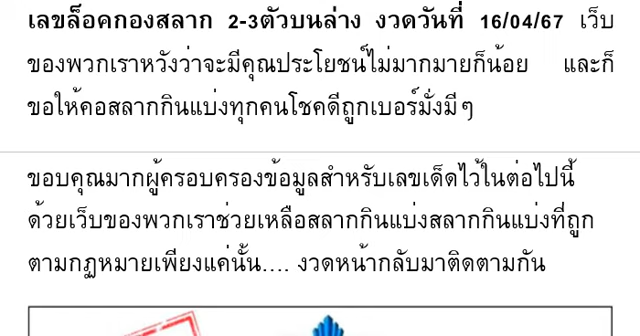 เลขล็อคกองสลาก 2-3ตัวบนล่าง งวดวันที่ 16/04/67 เว็บ
ของพวกเราหวังว่าจะมีคุณประโยชน์ไม่มากมายก็น้อย และก็
ขอให้คอสลากกินแบ่งทุกคนโชคดีถูกเบอร์มั่งมีๆ
ขอบคุณมากผู้ครอบครองข้อมูลสำหรับเลขเด็ดไว้ในต่อไปนี้
ด้วยเว็บของพวกเราช่วยเหลือสลากกินแบ่งสลากกินแบ่งที่ถูก
ตามกฏหมายเพียงแค่นั้น.... งวดหน้ากลับมาติดตามกัน